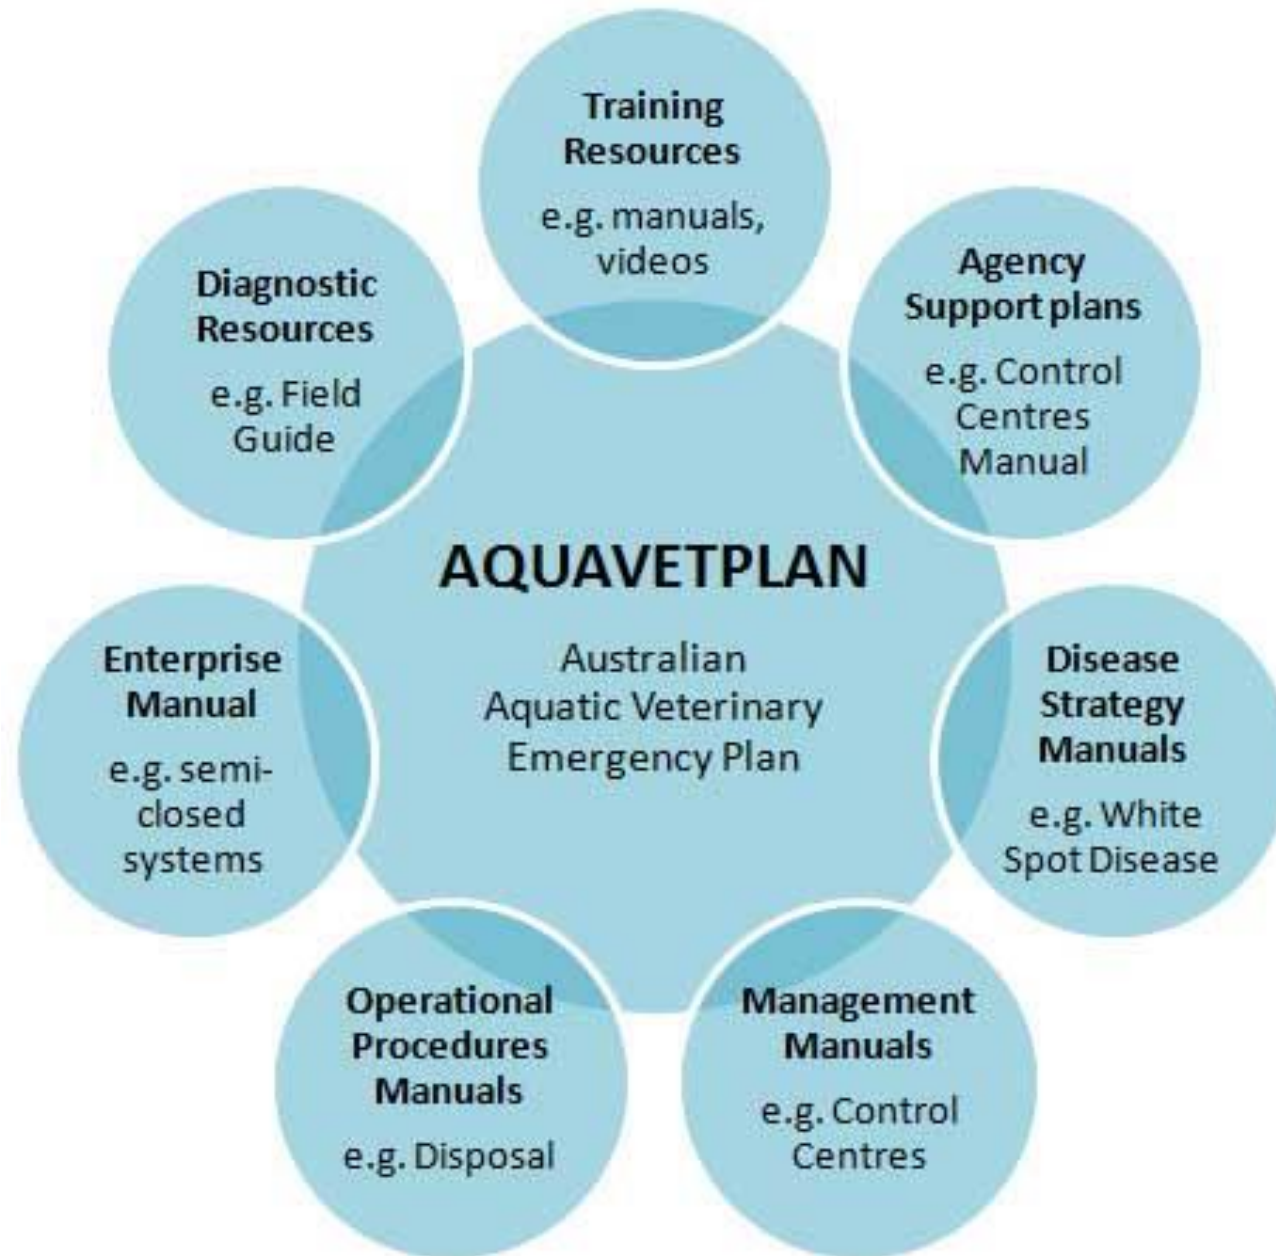 Training
Resources
e.g. manuals,
videos
Agency
Support plans
e.g. Control
Centres
Manual
Disease
Strategy
Manuals
e.g. White
Spot Disease
Management
Manuals
e.g. Control
Centres
Operational
Procedures
Manuals
e.g. Disposal
Enterprise
Manual
e.g. semi-
closed
systems
Diagnostic
Resources
e.g. Field
Guide
AQUAVETPLAN
Australian
Aquatic Veterinary
Emergency Plan